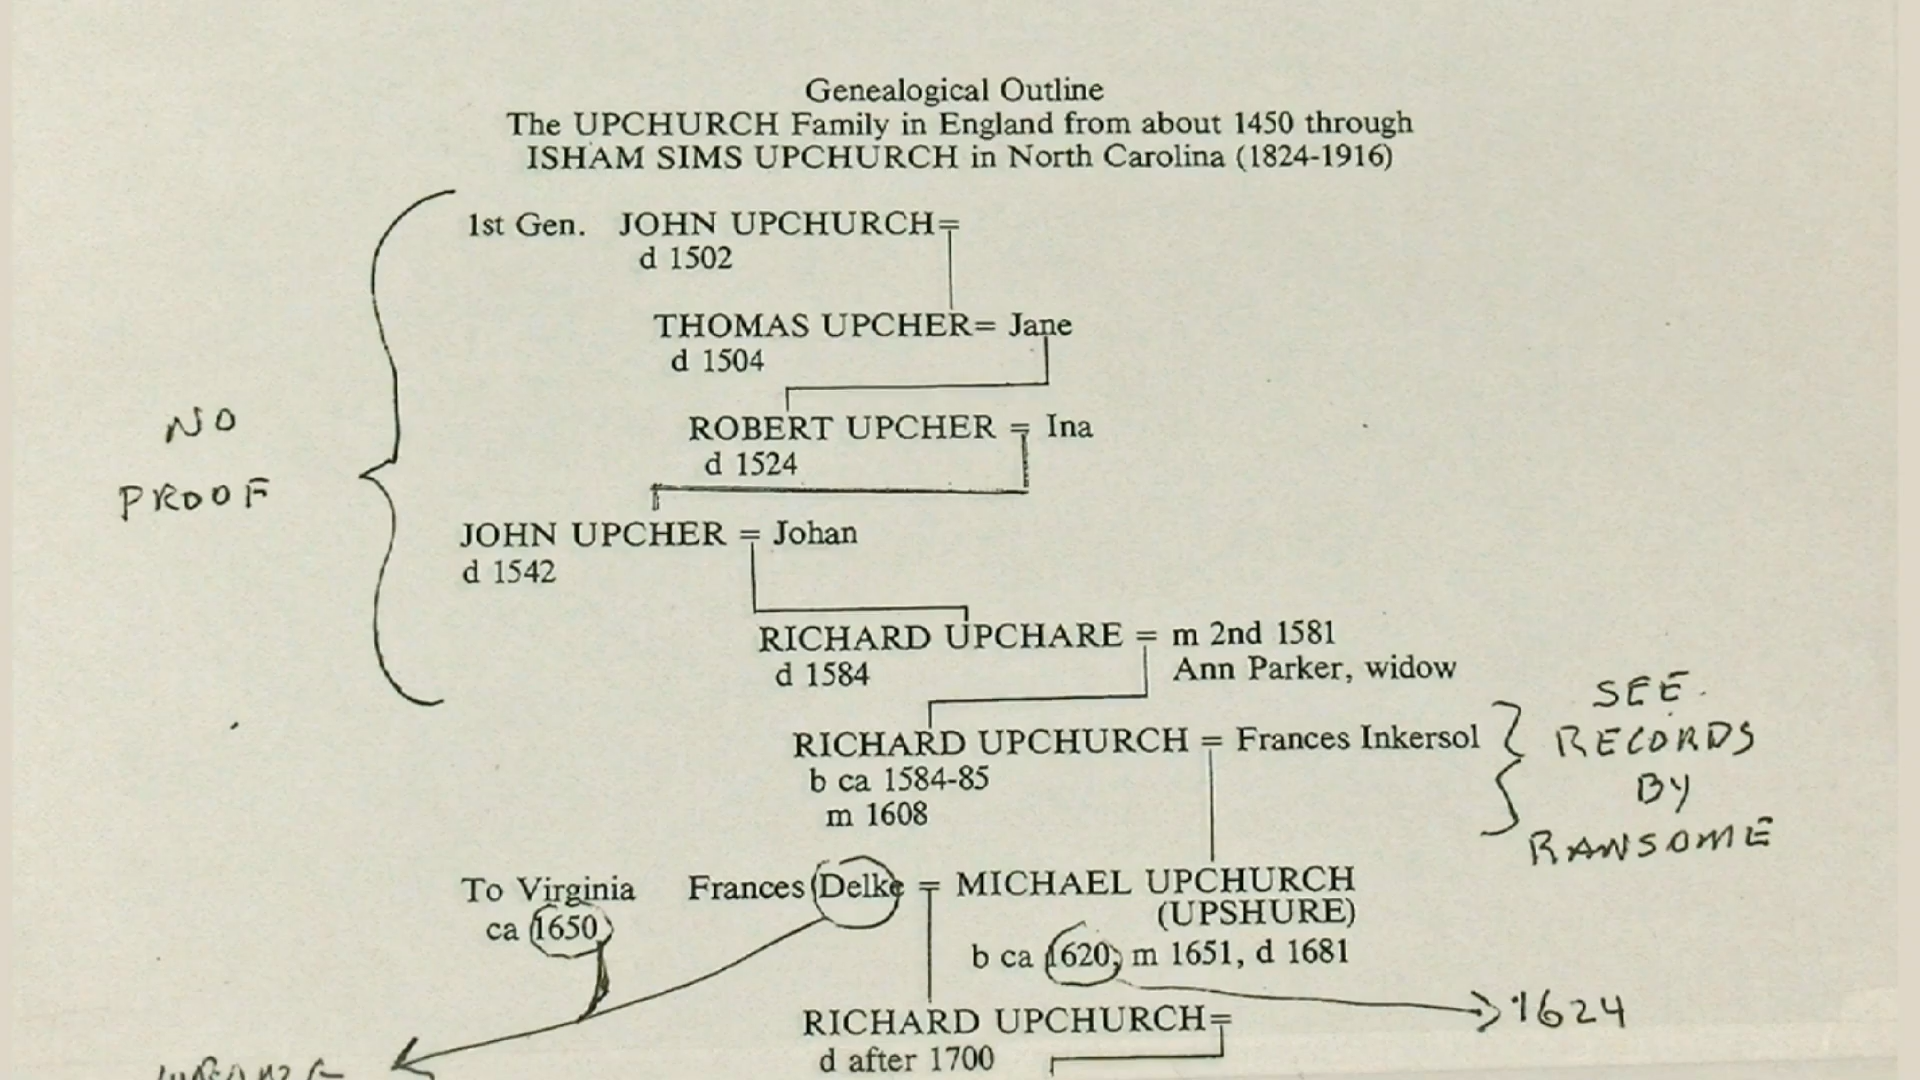 Genealogical Outline
The UPCHURCH Family in England from about 1450 through
ISHAM SIMS UPCHURCH in North Carolina (1824-1916)
1st Gen. JOHN UPCHURCH=
d 1502
THOMAS UPCHER= Jane
d 1504
NO
PROOF
ROBERT UPCHER = Ina
d 1524
JOHN UPCHER = Johan
d 1542
RICHARD UPCHARE = m 2nd 1581
d 1584 Ann Parker, widow
RICHARD UPCHURCH = Frances Inkersol
b ca 1584-85
m 1608
SEE
RECORDS
BY
RANSOME
To Virginia Frances Delke = MICHAEL UPCHURCH
ca 1650 (UPSHURE)
b ca 1620, m 1651, d 1681
1624
RICHARD UPCHURCH=
d after 1700